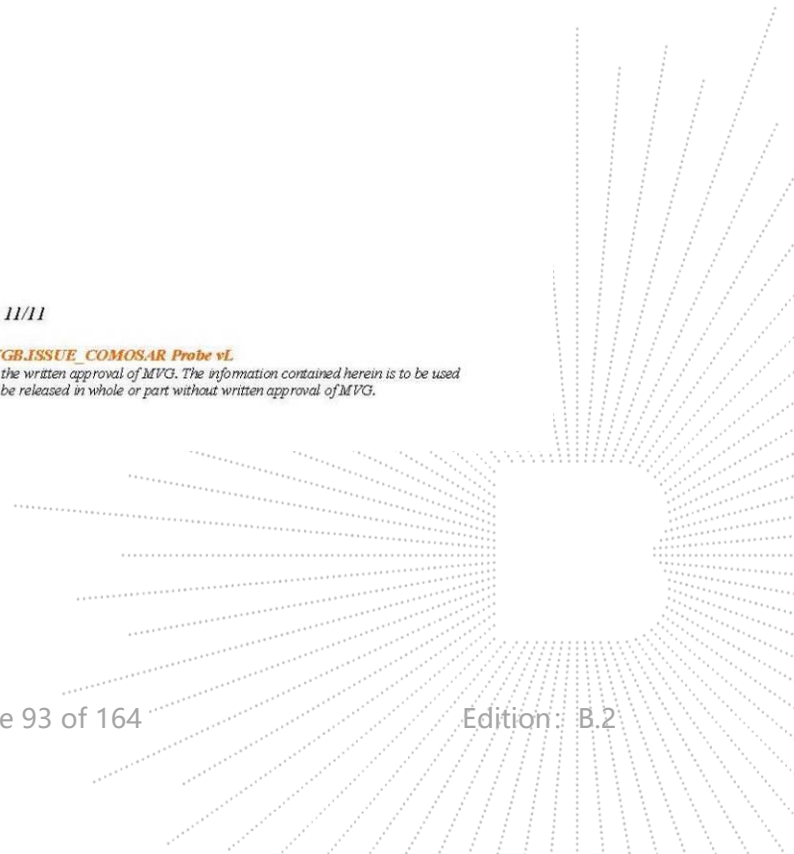 11/11
GB.ISSUE_COMOSAR Probe vL
the written approval of MVG. The information contained herein is to be used
be released in whole or part without written approval of MVG.
e 93 of 164 Edition: B.2